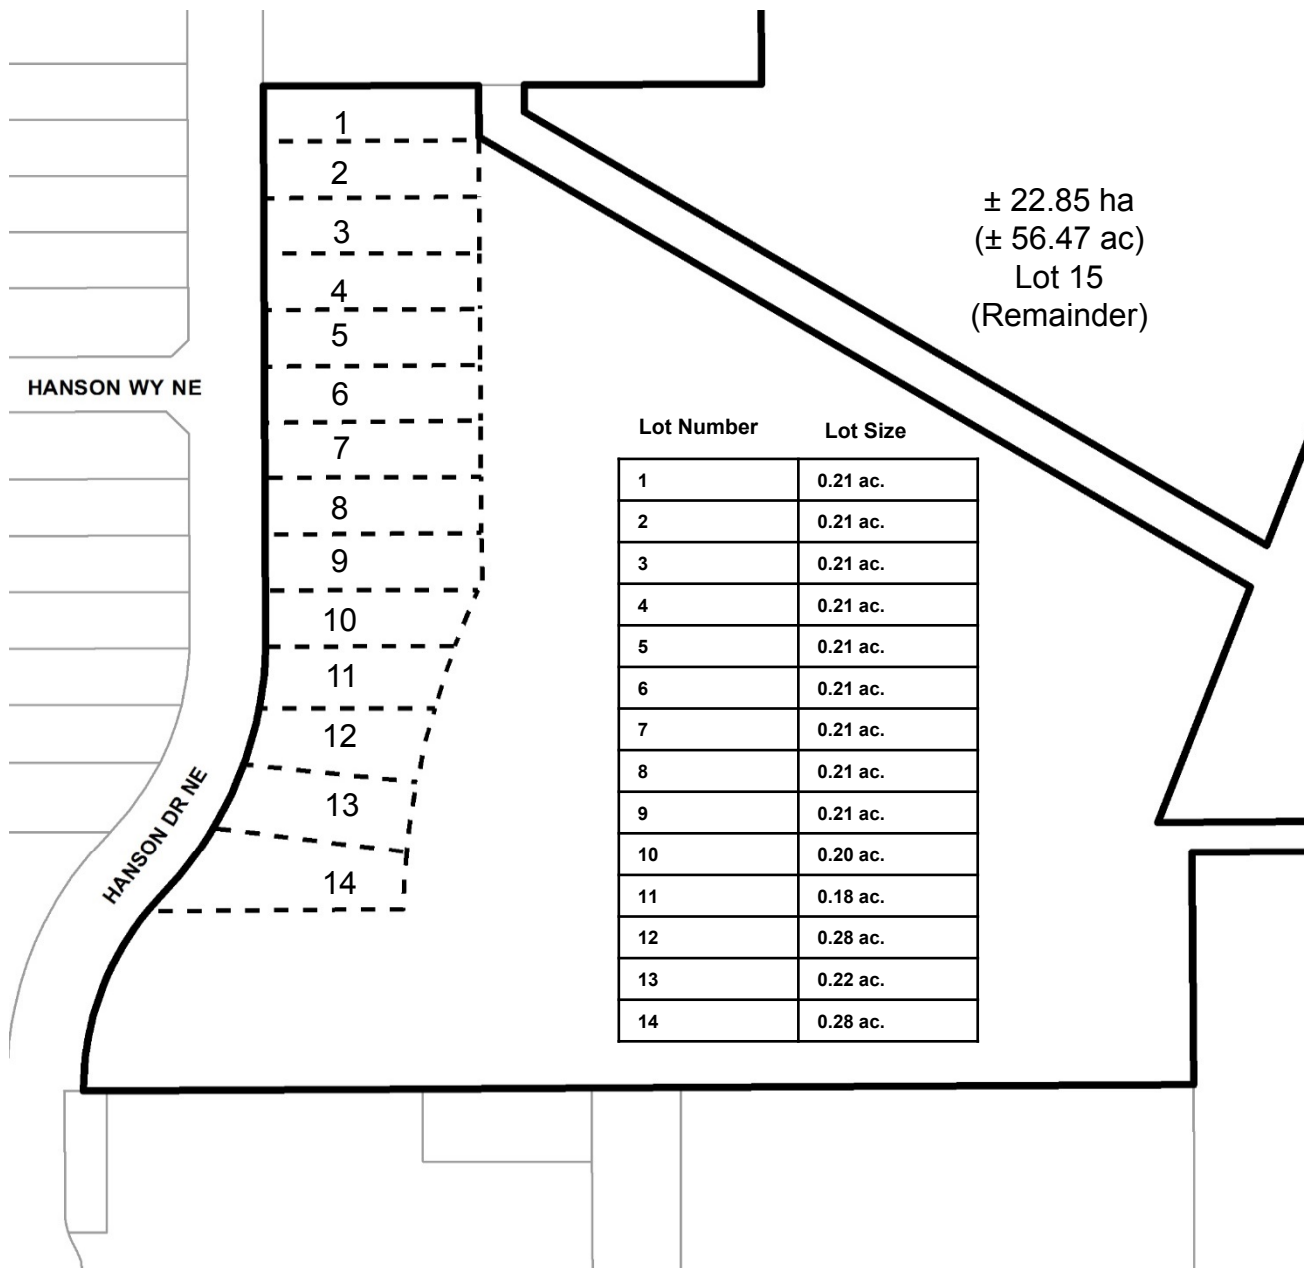 1
2
3
4
5
6
7
8
9
10
11
12
13
14
HANSON WY NE
HANSON DR NE
± 22.85 ha
(± 56.47 ac)
Lot 15
(Remainder)
Lot Number Lot Size
1 0.21 ac.
2 0.21 ac.
3 0.21 ac.
4 0.21 ac.
5 0.21 ac.
6 0.21 ac.
7 0.21 ac.
8 0.21 ac.
9 0.21 ac.
10 0.20 ac.
11 0.18 ac.
12 0.28 ac.
13 0.22 ac.
14 0.28 ac.